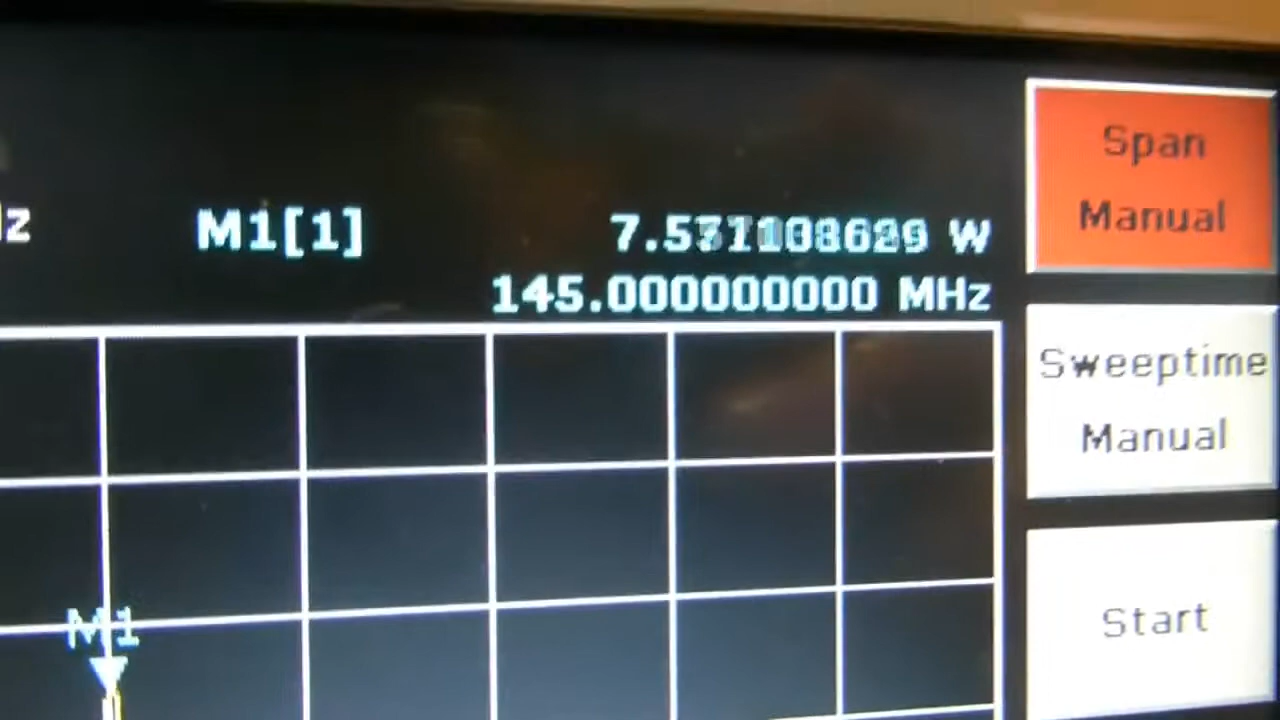 Span
Manual
z
M1[1]
W
145.000000000 MHz
Sweeptime
Manual
M1
Start